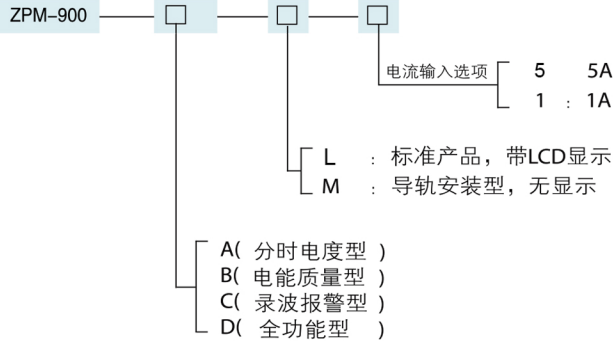 ZPM-900
电流输入选项
5 5A
1 : 1A
L : 标准产品，带LCD显示
M : 导轨安装型，无显示
A( 分时电度型 )
B( 电能质量型 )
C( 录波报警型 )
D( 全功能型 )